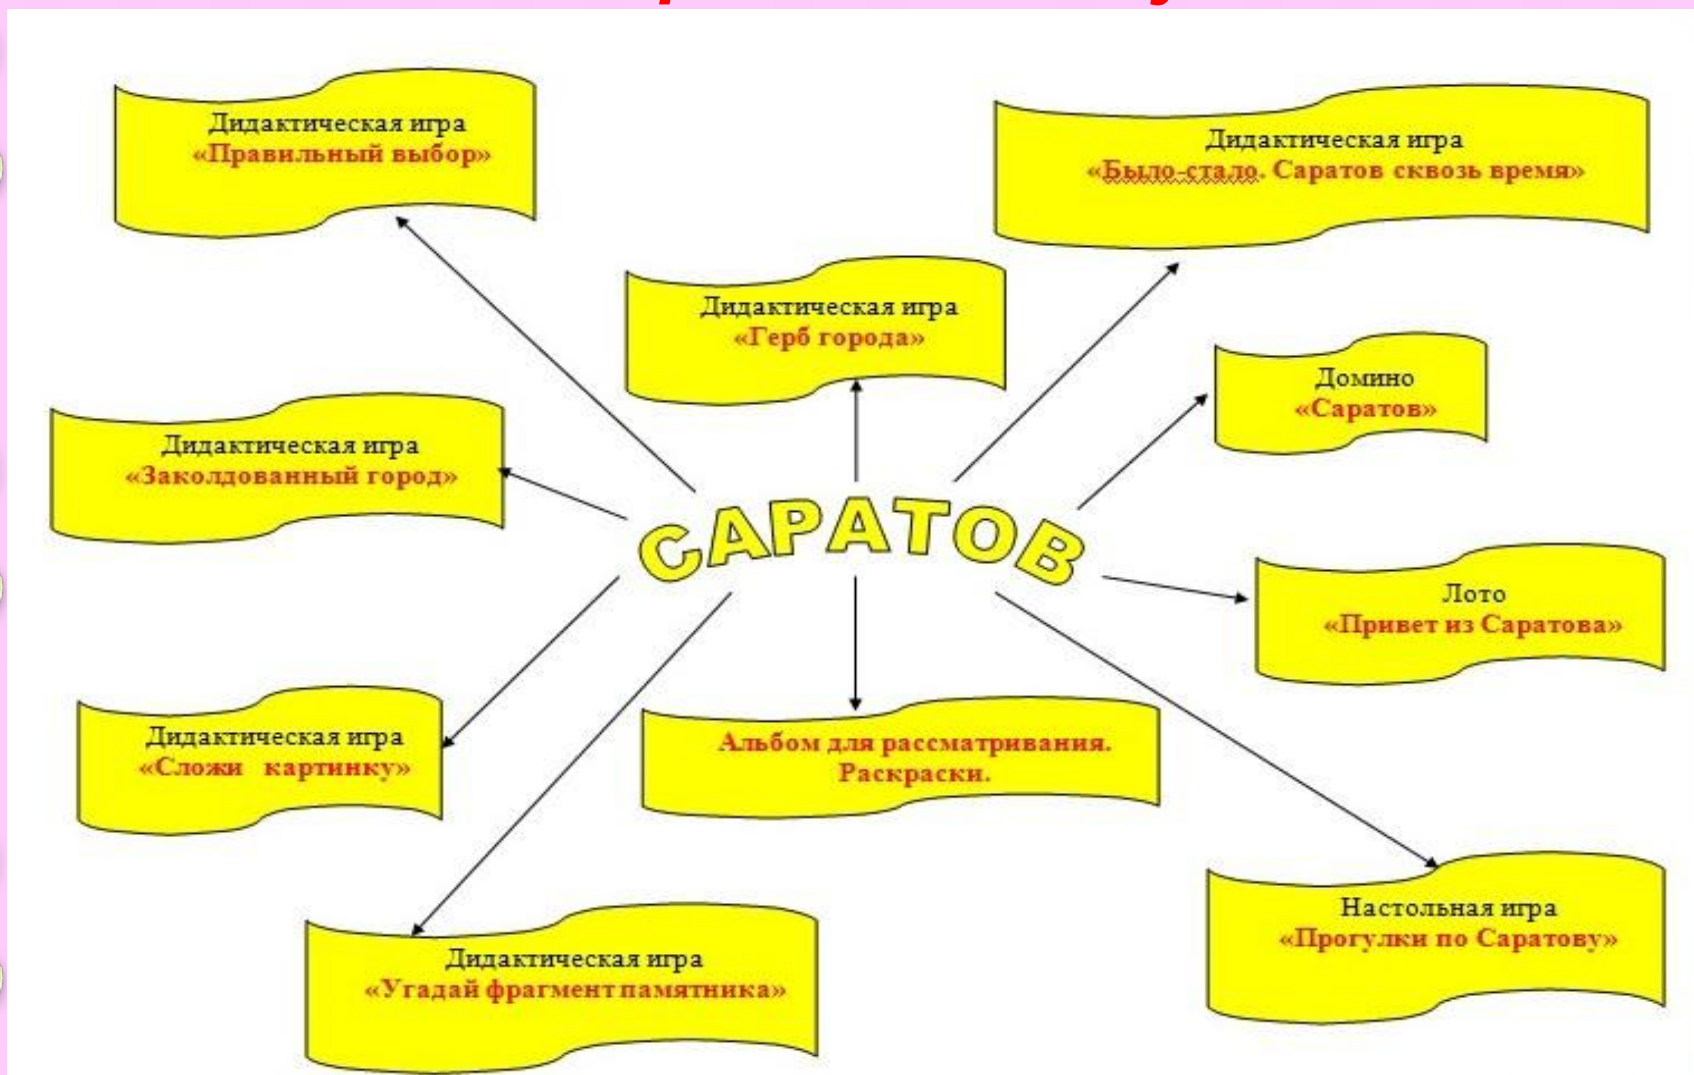 Дидактическая игра
«Правильный выбор»
Дидактическая игра
«Было-стало. Саратов сквозь время»
Дидактическая игра
«Герб города»
Домино
«Саратов»
Дидактическая игра
«Заколдованный город»
САРАТОВ
Лото
«Привет из Саратова»
Дидактическая игра
«Сложи картинку»
Альбом для рассматривания.
Раскраски.
Настольная игра
«Прогулки по Саратову»
Дидактическая игра
«Угадай фрагмент памятника»